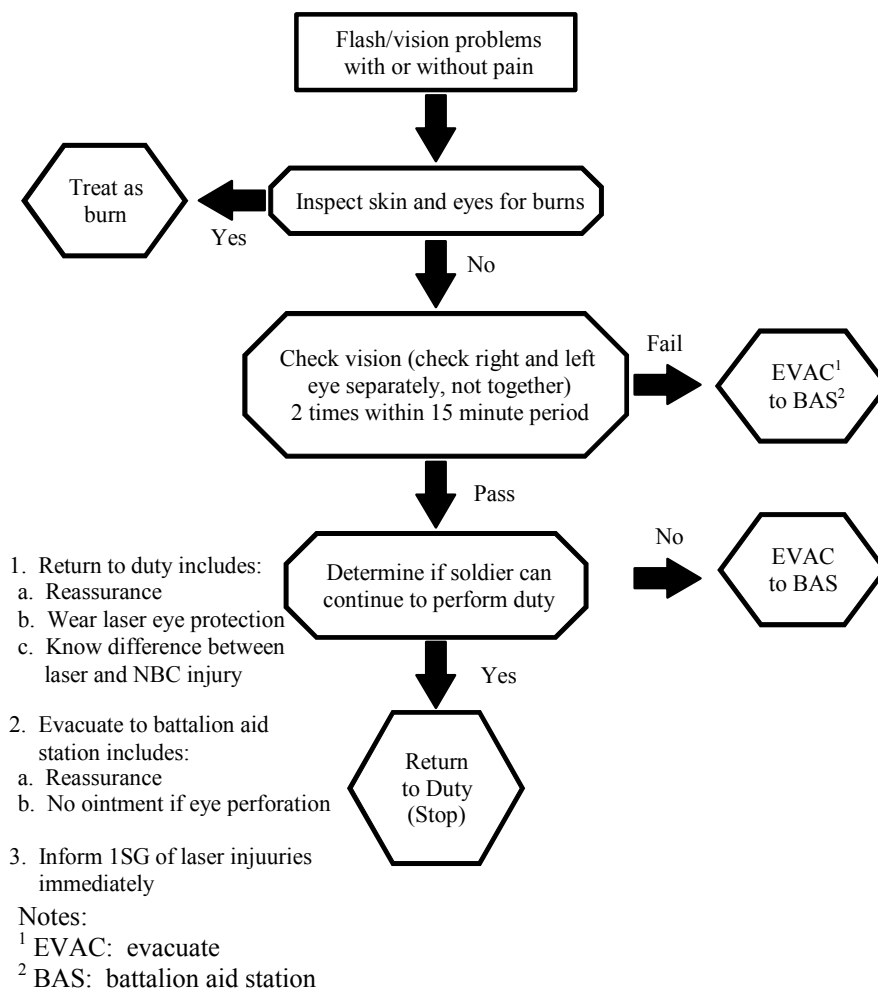 Flash/vision problems
with or without pain
Treat as
burn
Yes
Inspect skin and eyes for burns
No
Check vision (check right and left
eye separately, not together)
2 times within 15 minute period
Fail
EVAC¹
to BAS²
Pass
Determine if soldier can
continue to perform duty
No
EVAC
to BAS
Yes
Return
to Duty
(Stop)
1. Return to duty includes:
a. Reassurance
b. Wear laser eye protection
c. Know difference between
laser and NBC injury
2. Evacuate to battalion aid
station includes:
a. Reassurance
b. No ointment if eye perforation
3. Inform 1SG of laser injuuries
immediately
Notes:
¹ EVAC: evacuate
² BAS: battalion aid station